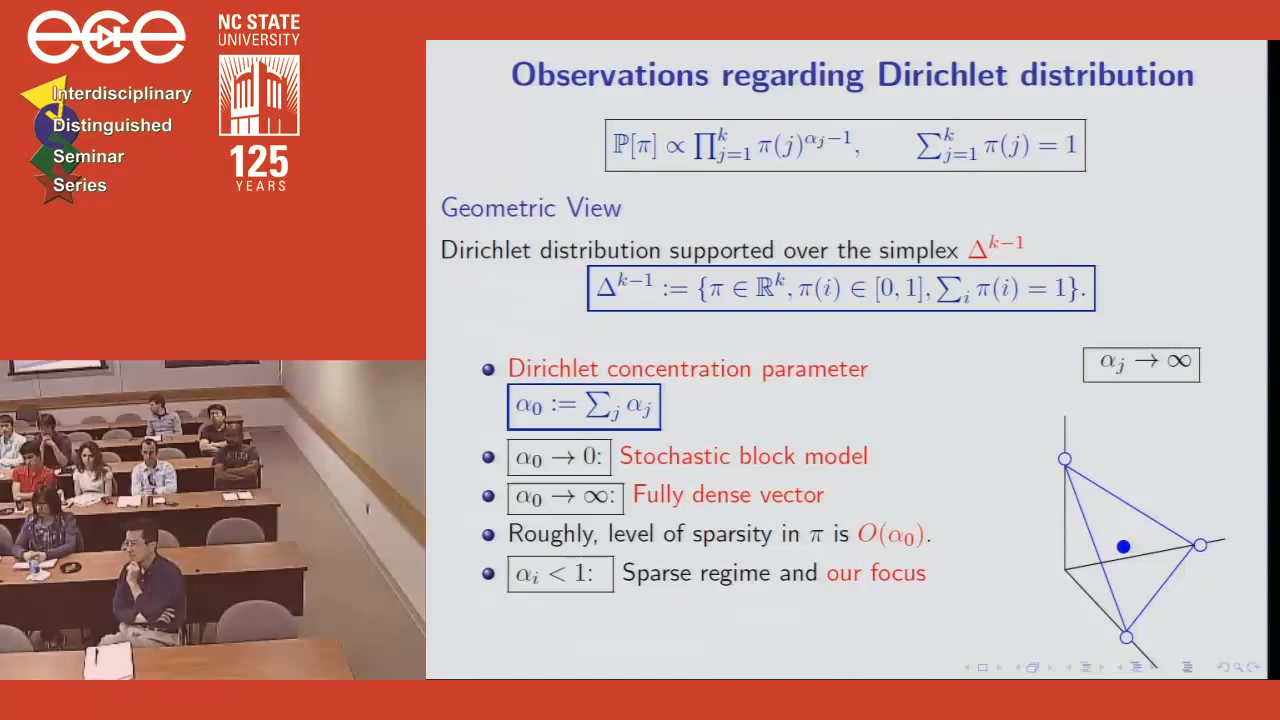 ece
NC STATE
UNIVERSITY
Interdisciplinary
Distinguished
Seminar
Series
125
YEARS
Observations regarding Dirichlet distribution
ℙ[π] ∝ ∏_{j=1}^{k} π(j)^{α_j−1}, ∑_{j=1}^{k} π(j) = 1
Geometric View
Dirichlet distribution supported over the simplex Δ^{k−1}
Δ^{k−1} := {π ∈ ℝ^k, π(i) ∈ [0, 1], ∑_i π(i) = 1}.
Dirichlet concentration parameter
α_0 := ∑_j α_j
α_0 → 0: Stochastic block model
α_0 → ∞: Fully dense vector
Roughly, level of sparsity in π is O(α_0).
α_i < 1: Sparse regime and our focus
α_j → ∞